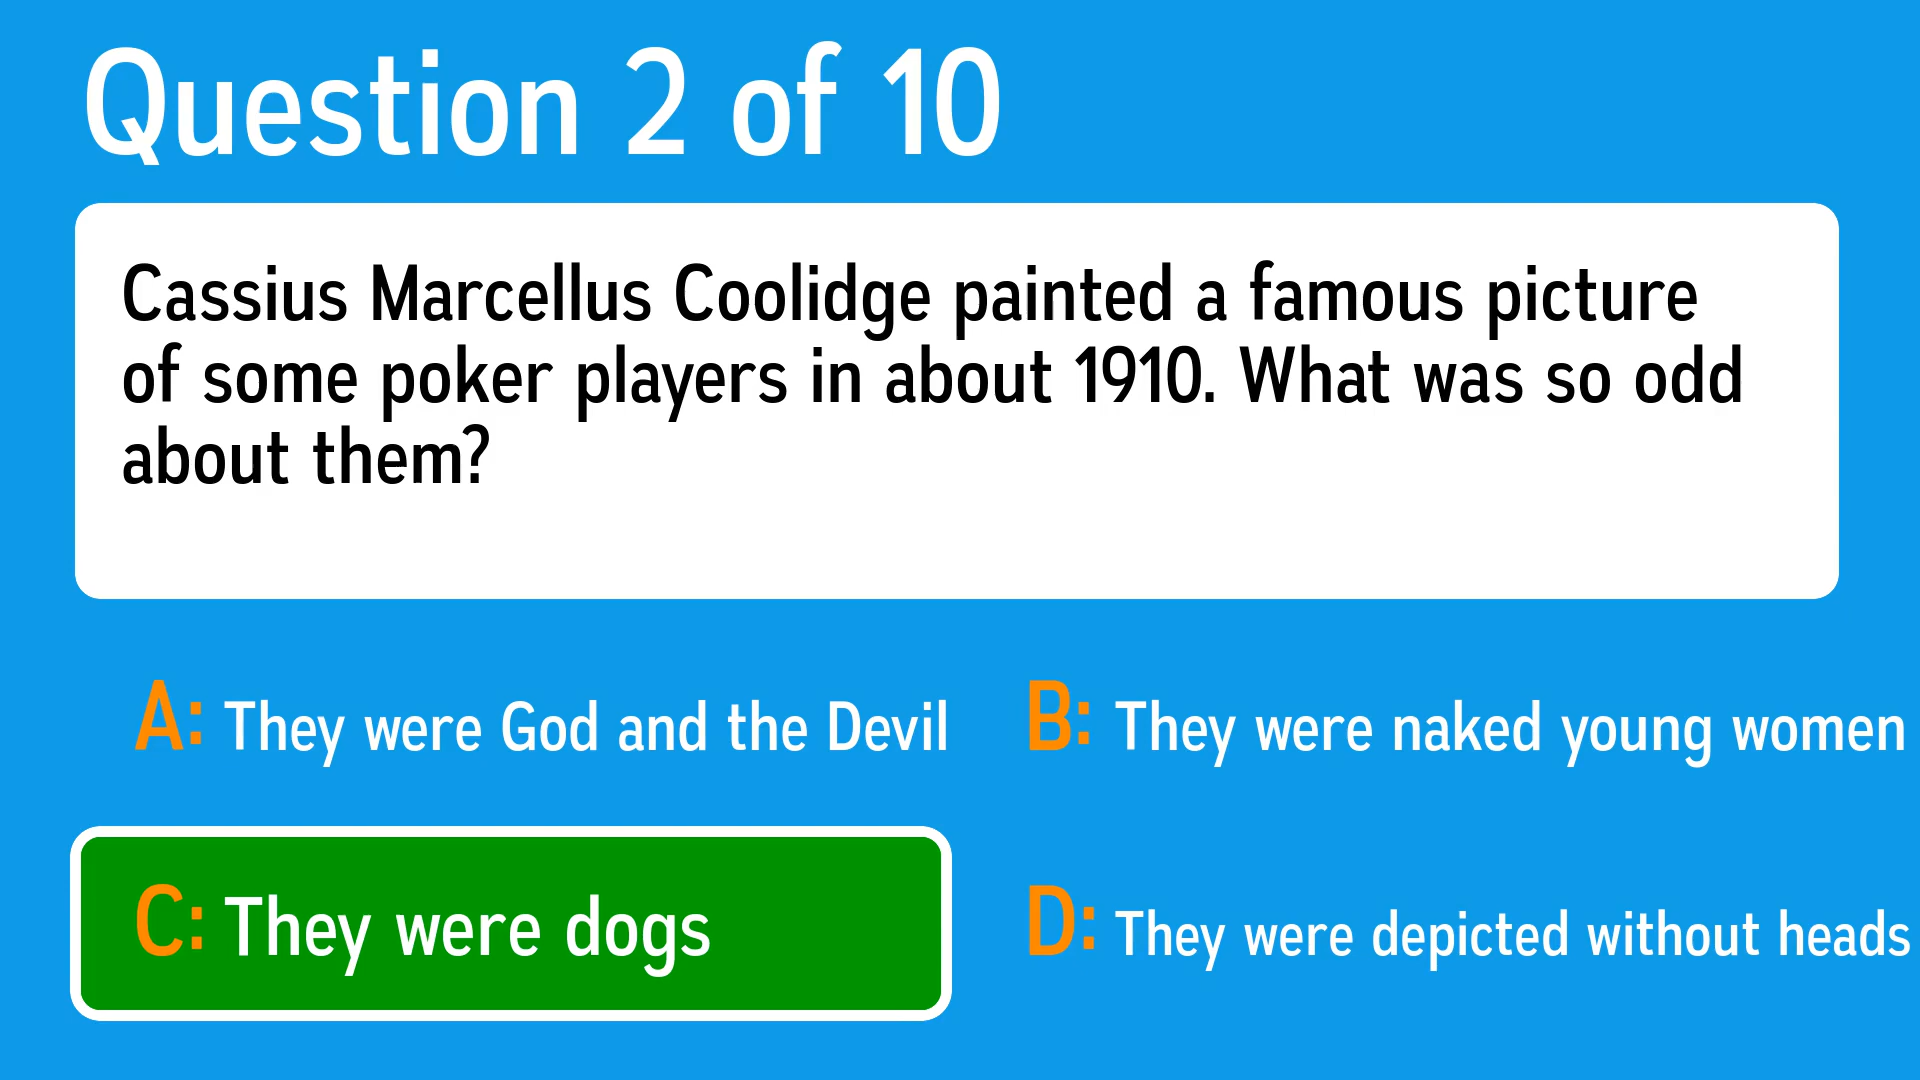 Question 2 of 10
Cassius Marcellus Coolidge painted a famous picture
of some poker players in about 1910. What was so odd
about them?
A: They were God and the Devil
B: They were naked young women
C: They were dogs
D: They were depicted without heads